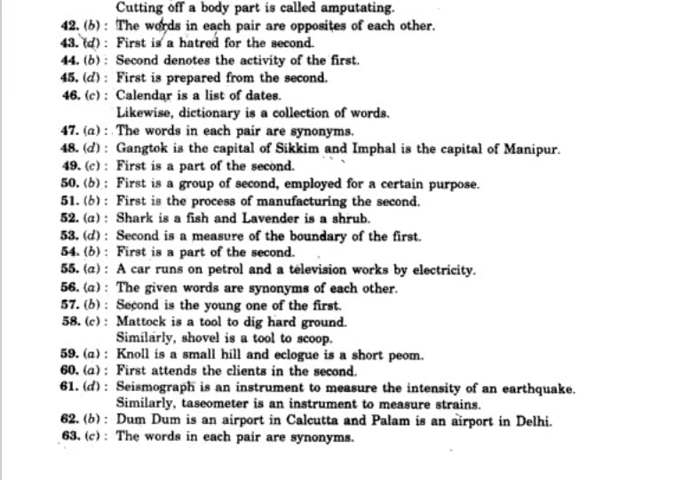 Cutting off a body part is called amputating.
42. (b) : The words in each pair are opposites of each other.
43. (d) : First is a hatred for the second.
44. (b) : Second denotes the activity of the first.
45. (d) : First is prepared from the second.
46. (c) : Calendar is a list of dates.
Likewise, dictionary is a collection of words.
47. (a) : The words in each pair are synonyms.
48. (d) : Gangtok is the capital of Sikkim and Imphal is the capital of Manipur.
49. (c) : First is a part of the second.
50. (b) : First is a group of second, employed for a certain purpose.
51. (b) : First is the process of manufacturing the second.
52. (a) : Shark is a fish and Lavender is a shrub.
53. (d) : Second is a measure of the boundary of the first.
54. (b) : First is a part of the second.
55. (a) : A car runs on petrol and a television works by electricity.
56. (a) : The given words are synonyms of each other.
57. (b) : Second is the young one of the first.
58. (c) : Mattock is a tool to dig hard ground.
Similarly, shovel is a tool to scoop.
59. (a) : Knoll is a small hill and eclogue is a short peom.
60. (a) : First attends the clients in the second.
61. (d) : Seismograph is an instrument to measure the intensity of an earthquake.
Similarly, taseometer is an instrument to measure strains.
62. (b) : Dum Dum is an airport in Calcutta and Palam is an airport in Delhi.
63. (c) : The words in each pair are synonyms.